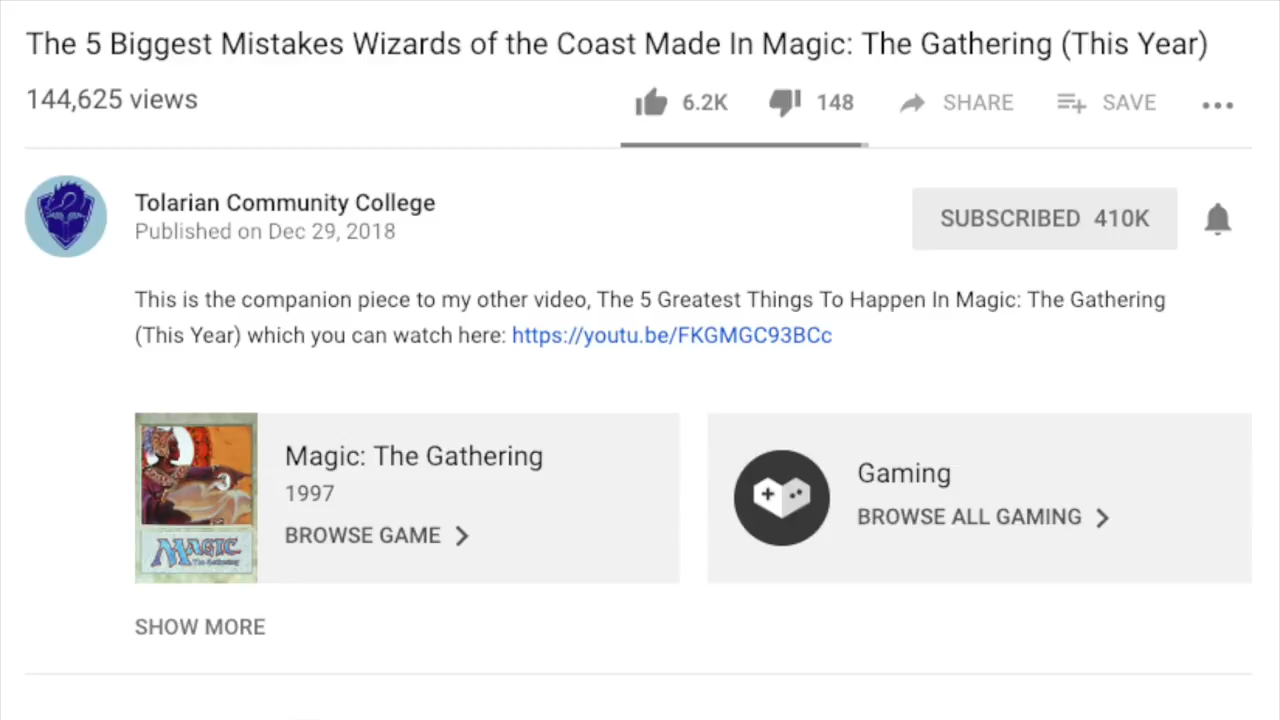 The 5 Biggest Mistakes Wizards of the Coast Made In Magic: The Gathering (This Year)
144,625 views
6.2K
148
SHARE
SAVE
Tolarian Community College
Published on Dec 29, 2018
SUBSCRIBED 410K
This is the companion piece to my other video, The 5 Greatest Things To Happen In Magic: The Gathering
(This Year) which you can watch here: https://youtu.be/FKGMGC93BCc
Magic: The Gathering
1997
BROWSE GAME
MAGIC
The Gathering
Gaming
BROWSE ALL GAMING
SHOW MORE